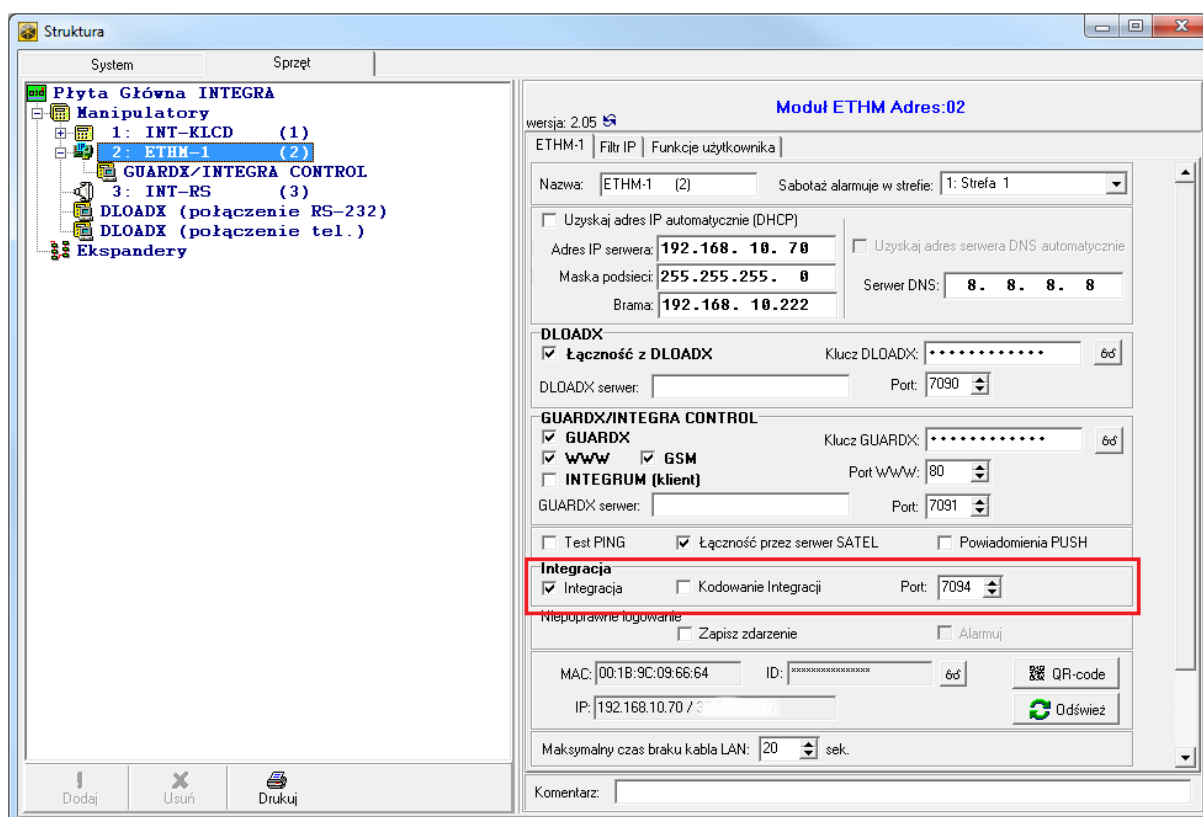 Struktura
System Sprzęt
Płyta Główna INTEGRA
Manipulatory
1: INT-KLCD (1)
2: ETHM-1 (2)
GUARDX/INTEGRA CONTROL
3: INT-RS (3)
DLOADX (połączenie RS-232)
DLOADX (połączenie tel.)
Ekspandery
Dodaj Usuń Drukuj
Moduł ETHM Adres:02
wersja: 2.05
ETHM-1 Filtr IP Funkcje użytkownika
Nazwa: ETHM-1 (2) Sabotaż alarmuje w strefie: 1: Strefa 1
Uzyskaj adres IP automatycznie (DHCP)
Adres IP serwera: 192.168. 10. 70 Uzyskaj adres serwera DNS automatycznie
Maska podsieci: 255.255.255. 0 Serwer DNS: 8. 8. 8. 8
Brama: 192.168. 10.222
DLOADX
Łączność z DLOADX Klucz DLOADX: ••••••••••••
DLOADX serwer: Port: 7090
GUARDX/INTEGRA CONTROL
GUARDX Klucz GUARDX: ••••••••••••
WWW GSM Port WWW: 80
INTEGRUM (klient)
GUARDX serwer: Port: 7091
Test PING Łączność przez serwer SATEL Powiadomienia PUSH
Integracja
Integracja Kodowanie Integracji Port: 7094
Niepoprawne logowanie
Zapisz zdarzenie Alarmuj
MAC: 00:1B:9C:09:66:64 ID: **************** QR-code
IP: 192.168.10.70 / Odśwież
Maksymalny czas braku kabla LAN: 20 sek.
Komentarz: